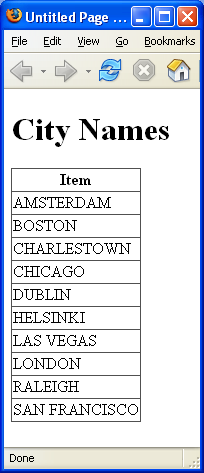 Untitled Page ...
File Edit View Go Bookmarks
City Names
Item
AMSTERDAM
BOSTON
CHARLESTOWN
CHICAGO
DUBLIN
HELSINKI
LAS VEGAS
LONDON
RALEIGH
SAN FRANCISCO
Done